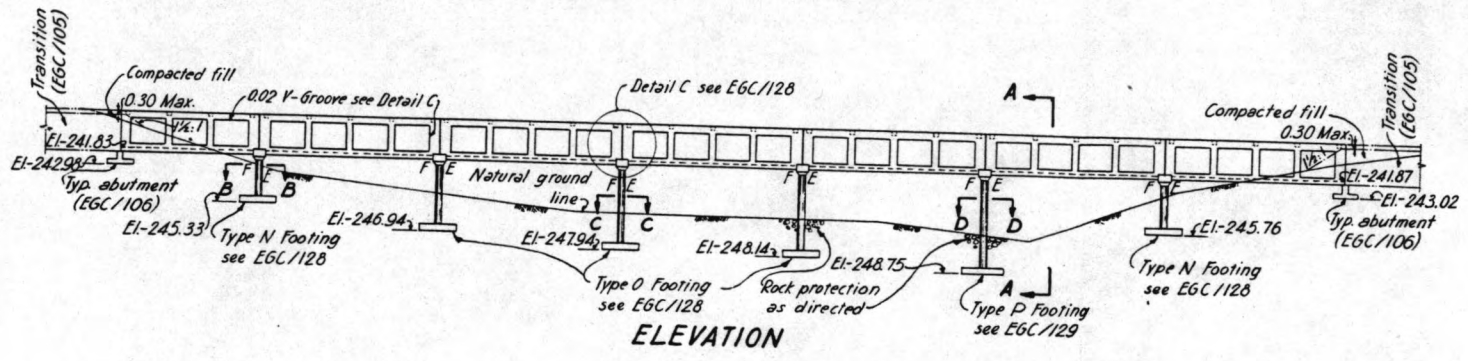 Transition
(EGC/105)
Compacted fill
0.30 Max.
0.02 V-Groove see Detail C
1½:1
El.-241.83
El.-242.98
Typ. abutment
(EGC/106)
B
B
El.-245.33
Type N Footing
see EGC/128
F
E
El.-246.94
Natural ground
line
Detail C see EGC/128
F
E
C
C
El.-247.94
Type O Footing
see EGC/128
F
E
El.-248.14
Rock protection
as directed
A
F
E
D
D
El.-248.75
A
Type P Footing
see EGC/129
F
E
El.-245.76
Type N Footing
see EGC/128
Compacted fill
0.30 Max.
1½:1
Transition
(EGC/105)
El.-241.87
El.-243.02
Typ. abutment
(EGC/106)
ELEVATION